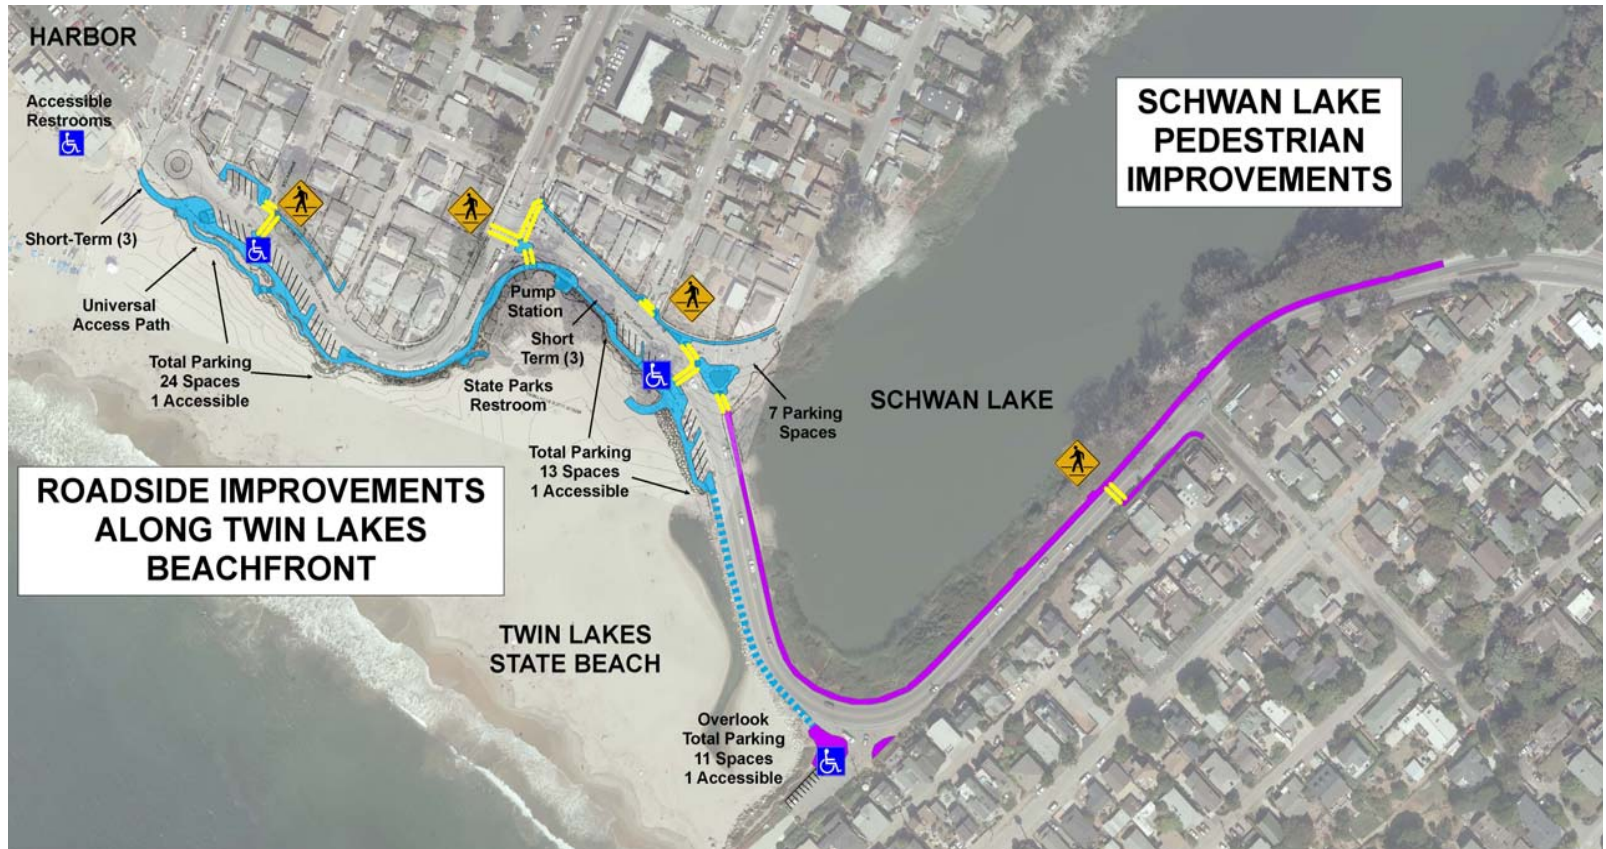 HARBOR
Accessible
Restrooms
Short-Term (3)
Universal
Access Path
Total Parking
24 Spaces
1 Accessible
Pump
Station
Short
Term (3)
State Parks
Restroom
Total Parking
13 Spaces
1 Accessible
7 Parking
Spaces
SCHWAN LAKE
PEDESTRIAN
IMPROVEMENTS
SCHWAN LAKE
ROADSIDE IMPROVEMENTS
ALONG TWIN LAKES
BEACHFRONT
TWIN LAKES
STATE BEACH
Overlook
Total Parking
11 Spaces
1 Accessible